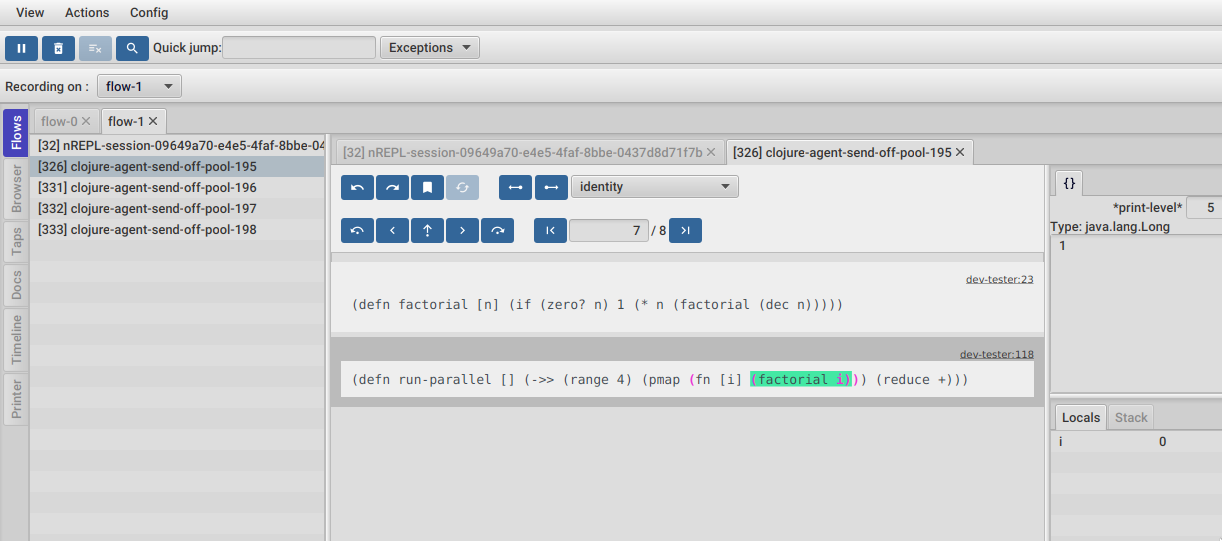 View Actions Config
Quick jump: Exceptions
Recording on : flow-1
Flows
Browser
Taps
Docs
Timeline
Printer
flow-0 flow-1
[32] nREPL-session-09649a70-e4e5-4faf-8bbe-04
[326] clojure-agent-send-off-pool-195
[331] clojure-agent-send-off-pool-196
[332] clojure-agent-send-off-pool-197
[333] clojure-agent-send-off-pool-198
[32] nREPL-session-09649a70-e4e5-4faf-8bbe-0437d8d71f7b [326] clojure-agent-send-off-pool-195
identity
7 / 8
dev-tester:23
(defn factorial [n] (if (zero? n) 1 (* n (factorial (dec n)))))
dev-tester:118
(defn run-parallel [] (->> (range 4) (pmap (fn [i] (factorial i))) (reduce +)))
{}
*print-level* 5
Type: java.lang.Long
1
Locals Stack
i 0